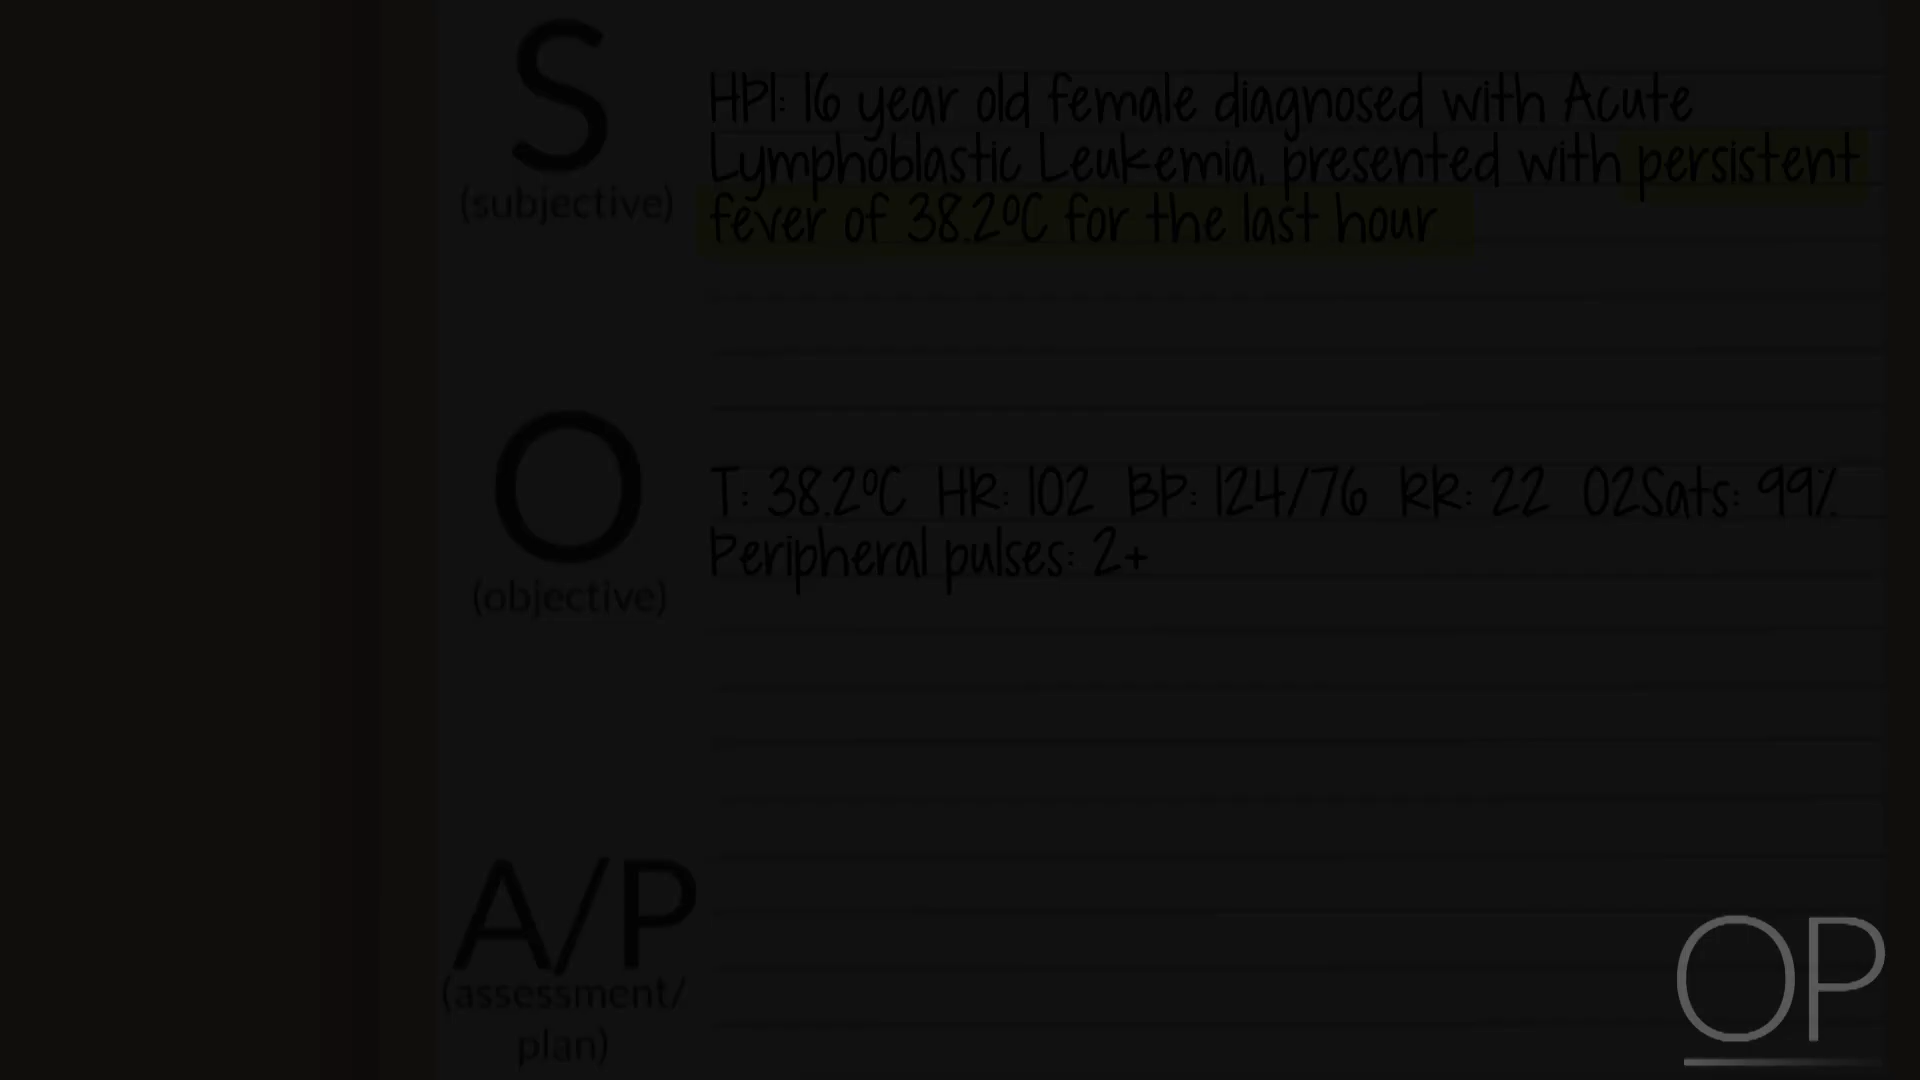 S
(subjective)
HPI: 16 year old female diagnosed with Acute
Lymphoblastic Leukemia, presented with persistent
fever of 38.2ºC for the last hour
O
(objective)
T: 38.2ºC HR: 102 BP: 124/76 RR: 22 O2Sats: 99%
Peripheral pulses: 2+
A/P
(assessment/
plan)
OP